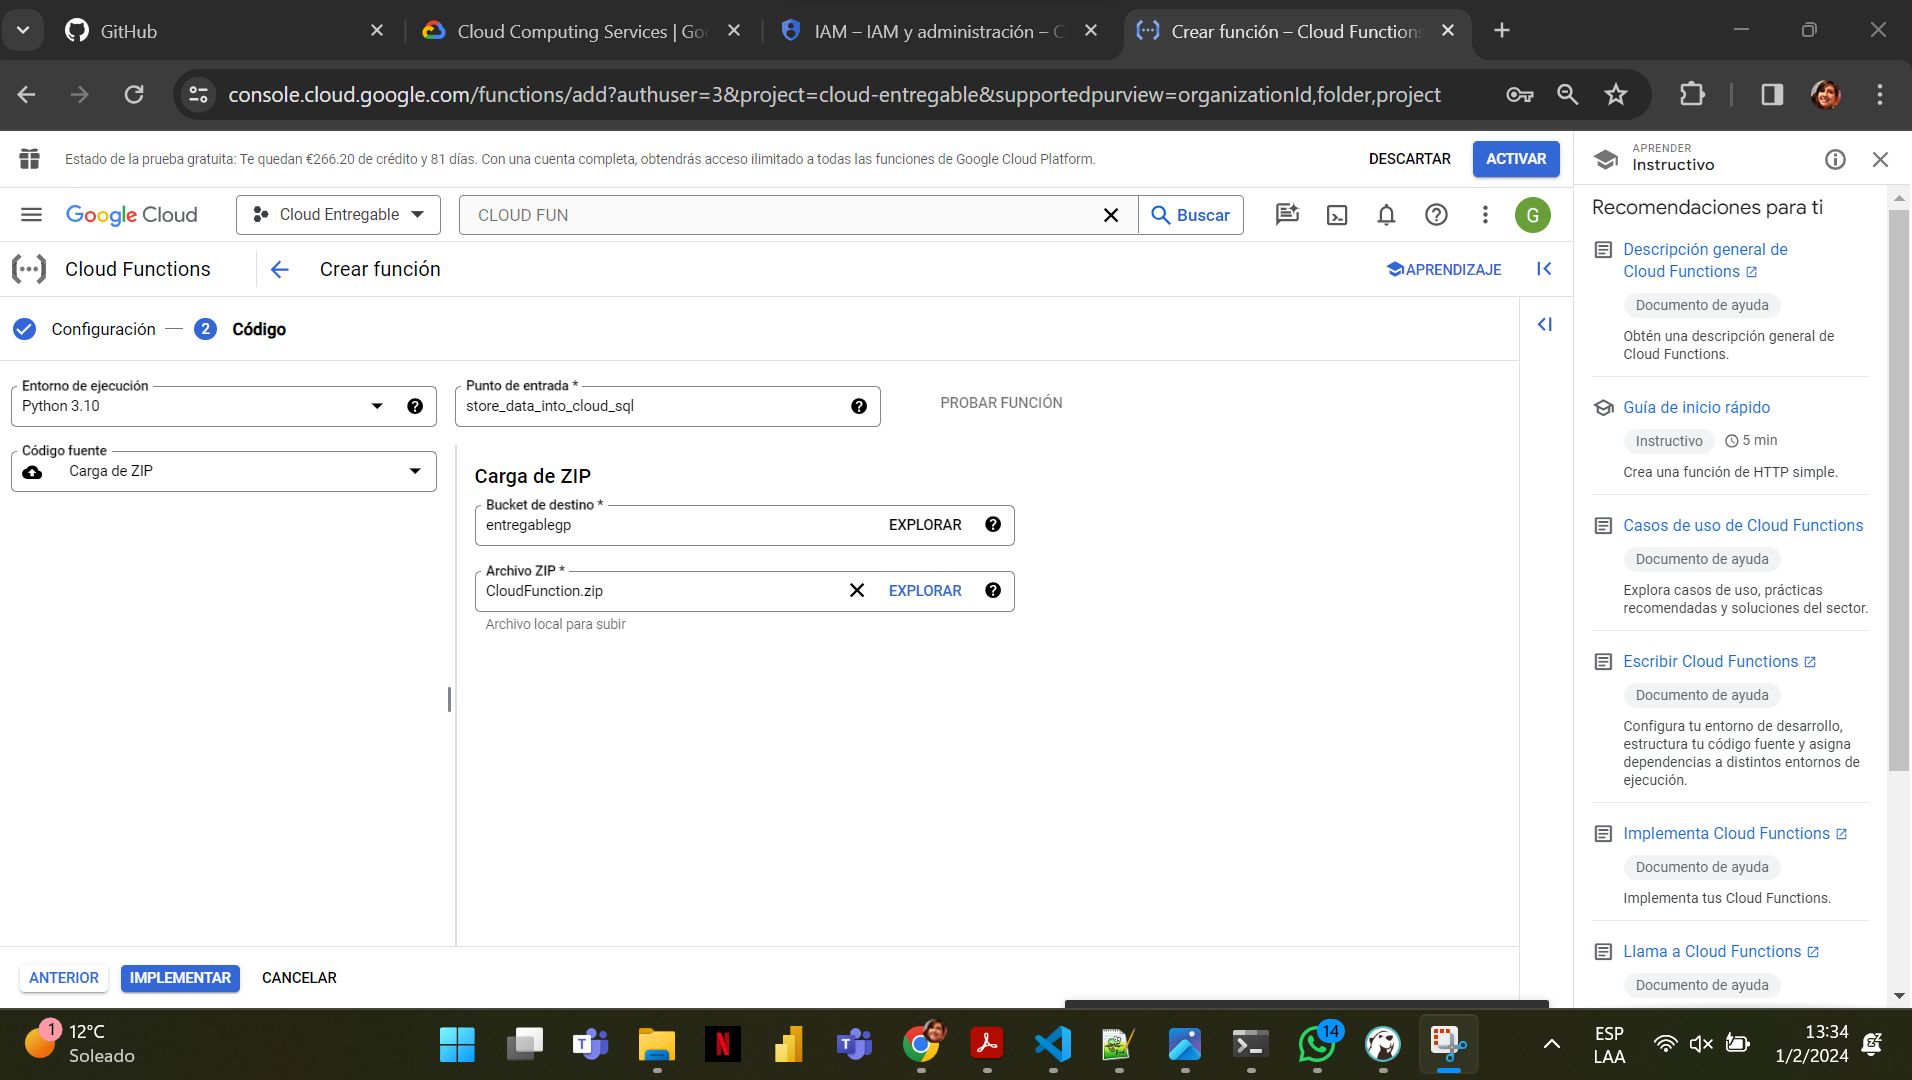 GitHub
Cloud Computing Services | Goo
IAM – IAM y administración – C
Crear función – Cloud Functions
console.cloud.google.com/functions/add?authuser=3&project=cloud-entregable&supportedpurview=organizationId,folder,project
Estado de la prueba gratuita: Te quedan €266.20 de crédito y 81 días. Con una cuenta completa, obtendrás acceso ilimitado a todas las funciones de Google Cloud Platform.
DESCARTAR
ACTIVAR
Google Cloud
Cloud Entregable
CLOUD FUN
Buscar
G
Cloud Functions
Crear función
APRENDIZAJE
Configuración
2
Código
Entorno de ejecución
Python 3.10
Punto de entrada *
store_data_into_cloud_sql
PROBAR FUNCIÓN
Código fuente
Carga de ZIP
Carga de ZIP
Bucket de destino *
entregablegp
EXPLORAR
Archivo ZIP *
CloudFunction.zip
EXPLORAR
Archivo local para subir
ANTERIOR
IMPLEMENTAR
CANCELAR
APRENDER
Instructivo
Recomendaciones para ti
Descripción general de
Cloud Functions
Documento de ayuda
Obtén una descripción general de
Cloud Functions.
Guía de inicio rápido
Instructivo
5 min
Crea una función de HTTP simple.
Casos de uso de Cloud Functions
Documento de ayuda
Explora casos de uso, prácticas
recomendadas y soluciones del sector.
Escribir Cloud Functions
Documento de ayuda
Configura tu entorno de desarrollo,
estructura tu código fuente y asigna
dependencias a distintos entornos de
ejecución.
Implementa Cloud Functions
Documento de ayuda
Implementa tus Cloud Functions.
Llama a Cloud Functions
Documento de ayuda
1
12°C
Soleado
14
ESP
LAA
13:34
1/2/2024